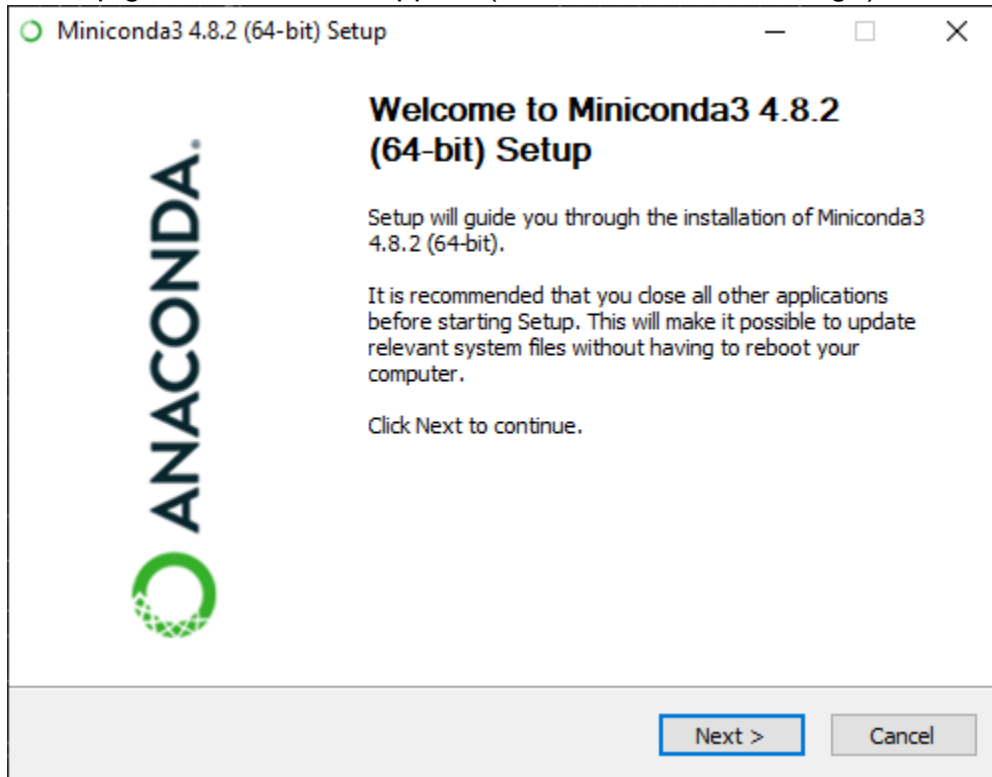 Miniconda3 4.8.2 (64-bit) Setup
Welcome to Miniconda3 4.8.2
(64-bit) Setup
Setup will guide you through the installation of Miniconda3
4.8.2 (64-bit).
It is recommended that you close all other applications
before starting Setup. This will make it possible to update
relevant system files without having to reboot your
computer.
Click Next to continue.
ANACONDA.
Next >
Cancel